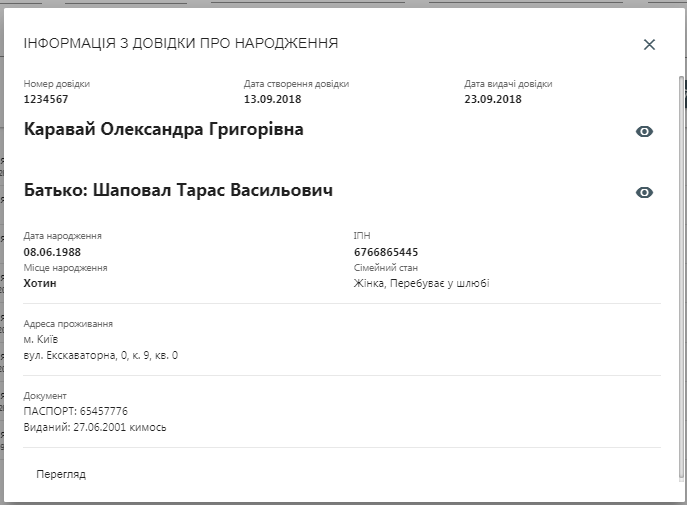 ІНФОРМАЦІЯ З ДОВІДКИ ПРО НАРОДЖЕННЯ
Номер довідки Дата створення довідки Дата видачі довідки
1234567 13.09.2018 23.09.2018
Каравай Олександра Григорівна
Батько: Шаповал Тарас Васильович
Дата народження ІПН
08.06.1988 6766865445
Місце народження Сімейний стан
Хотин Жінка, Перебуває у шлюбі
Адреса проживання
м. Київ
вул. Екскаваторна, 0, к. 9, кв. 0
Документ
ПАСПОРТ: 65457776
Виданий: 27.06.2001 кимось
Перегляд